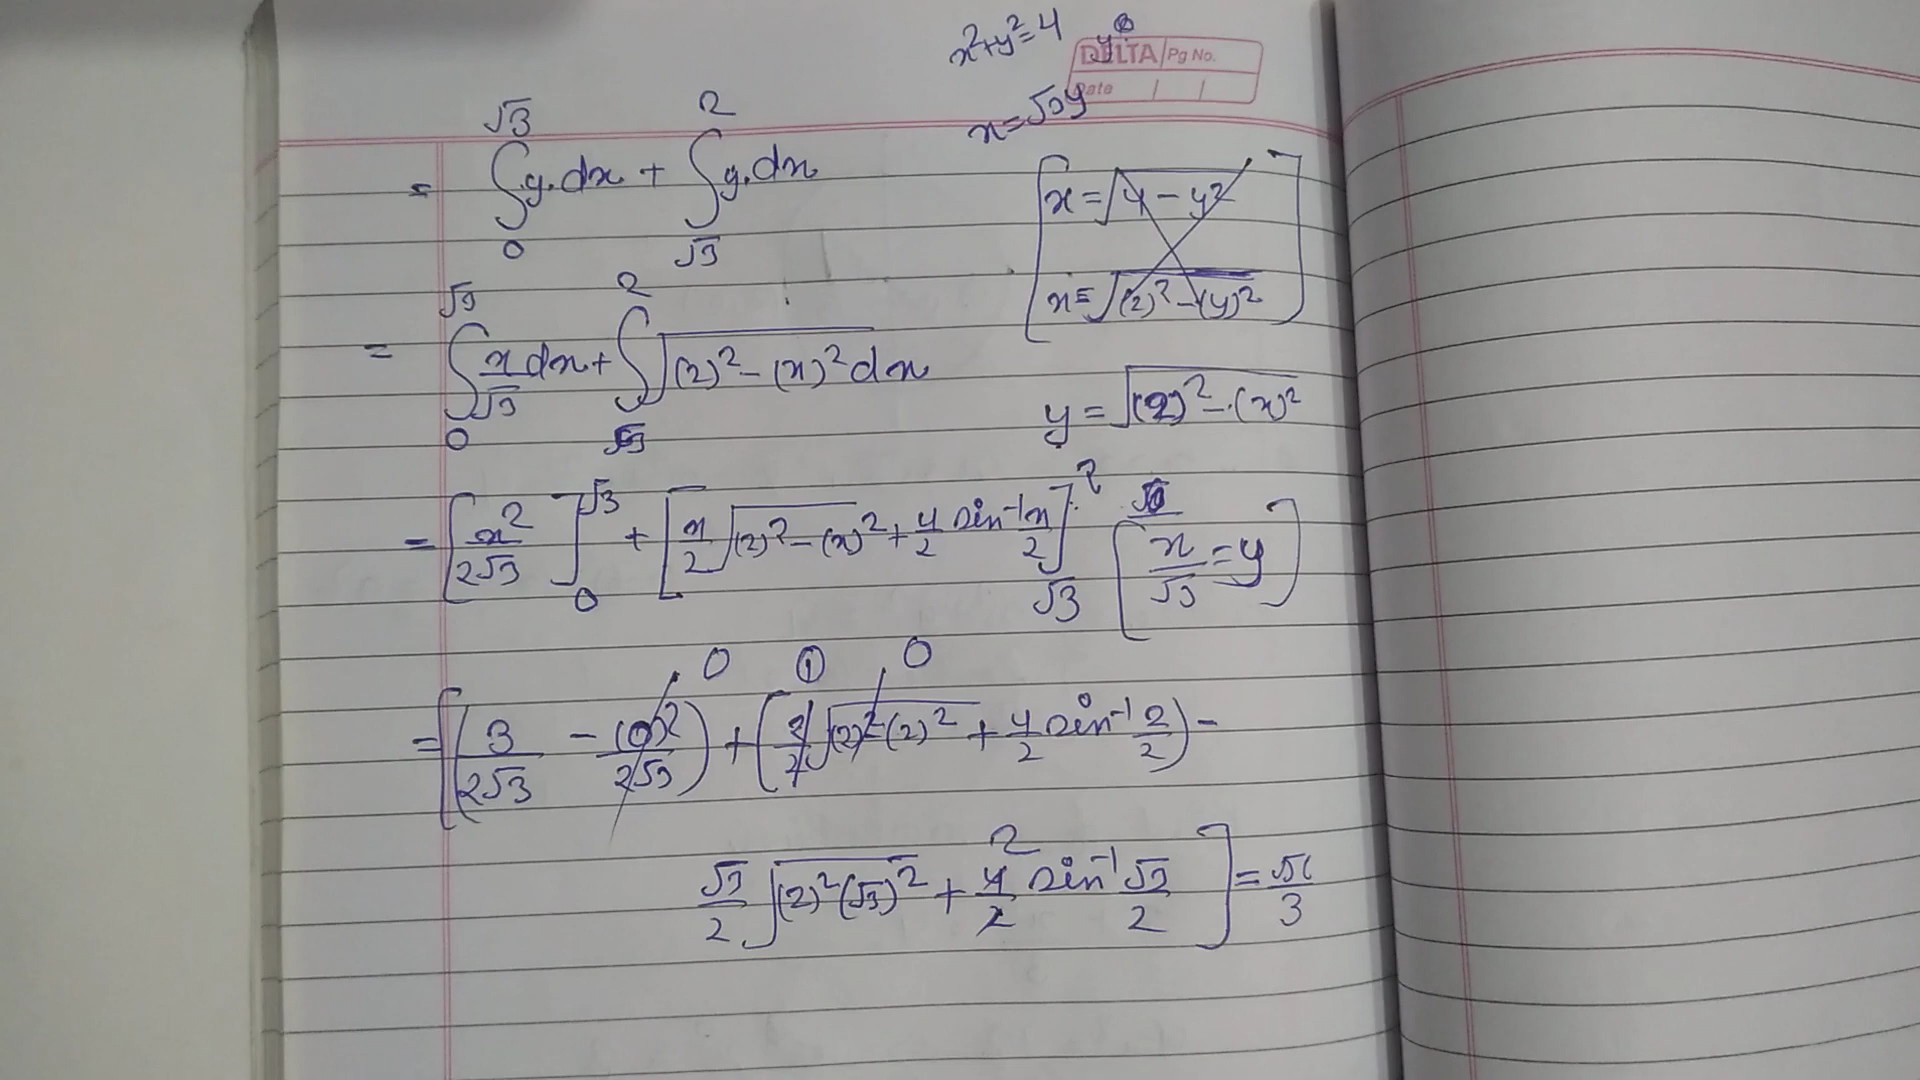 x²+y²=4 y
DELTA Pg No.
Date
x=√3y
= ∫₀^√3 y.dx + ∫_√3^2 y.dx
x=√4-y²
x=√(2)²-(y)²
= ∫₀^√3 x/√3 dx + ∫_√3^2 √(2)²-(x)² dx
y=√(2)²-(x)²
= [x²/2√3]₀^√3 + [x/2 √(2)²-(x)² + 4/2 sin⁻¹ x/2]_√3^2
[x/√3 = y]
0 1 0
= [(3/2√3 - (0)²/2√3) + (2/2 √(2)²-(2)² + 4/2 sin⁻¹ 2/2) -
√3/2 √(2)²(√3)² + 4/2 2 sin⁻¹ √3/2] = /3